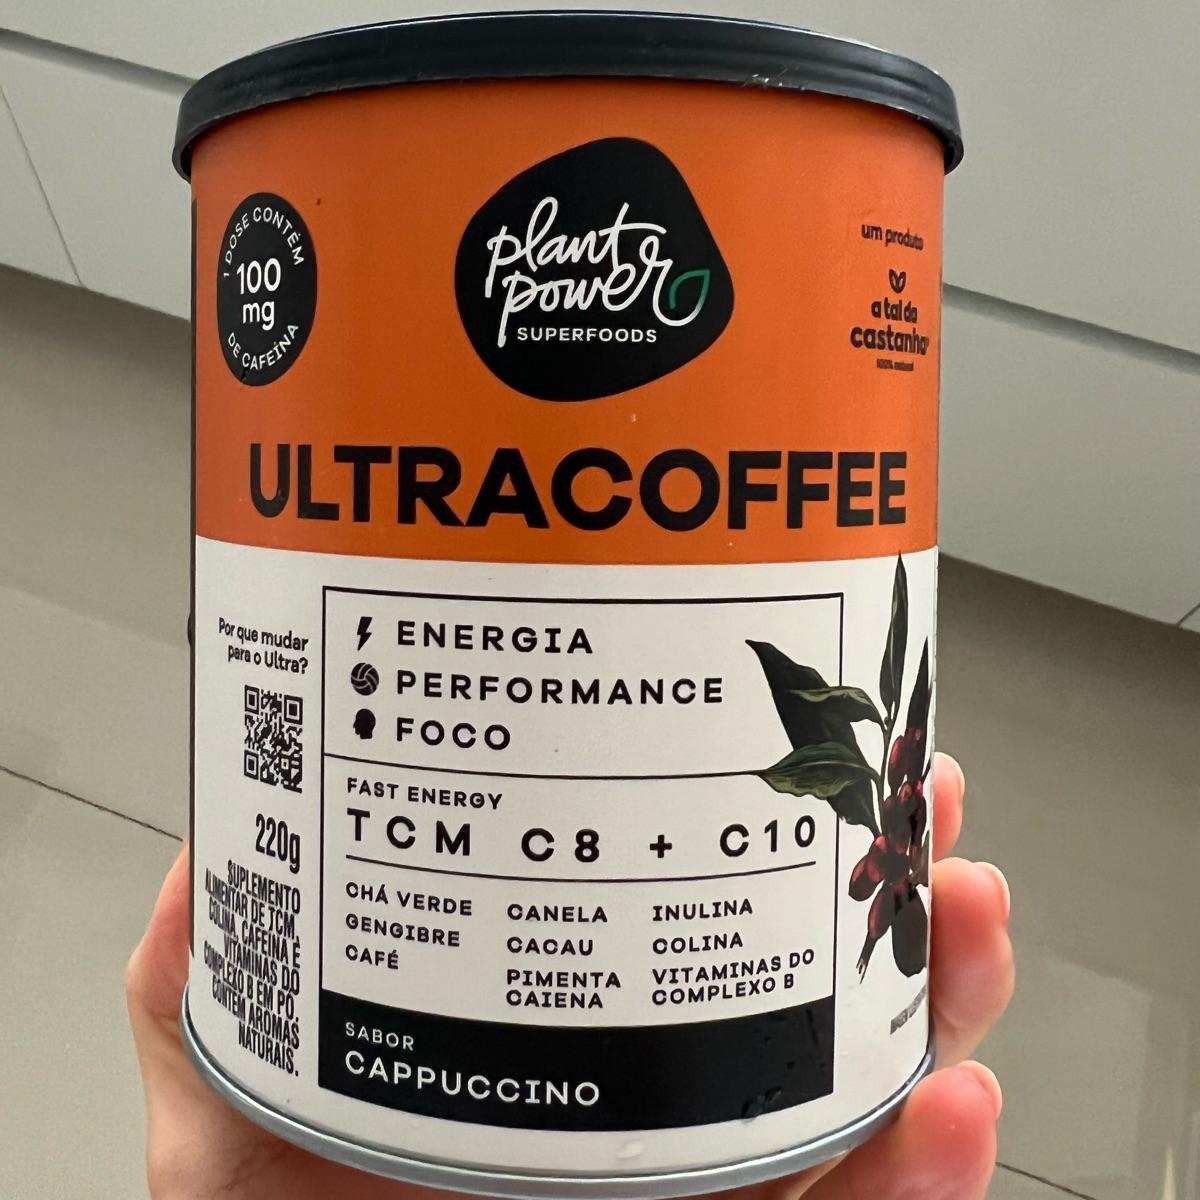 1 DOSE CONTÉM
100
mg
DE CAFEÍNA
plant
power
SUPERFOODS
um produto
a tal da
castanha
100% natural
ULTRACOFFEE
Por que mudar
para o Ultra?
220g
SUPLEMENTO
ALIMENTAR DE TCM,
COLINA, CAFEÍNA E
VITAMINAS DO
COMPLEXO B EM PÓ.
CONTÉM AROMAS
NATURAIS.
ENERGIA
PERFORMANCE
FOCO
FAST ENERGY
TCM C8 + C10
CHÁ VERDE
GENGIBRE
CAFÉ
CANELA
CACAU
PIMENTA
CAIENA
INULINA
COLINA
VITAMINAS DO
COMPLEXO B
SABOR
CAPPUCCINO